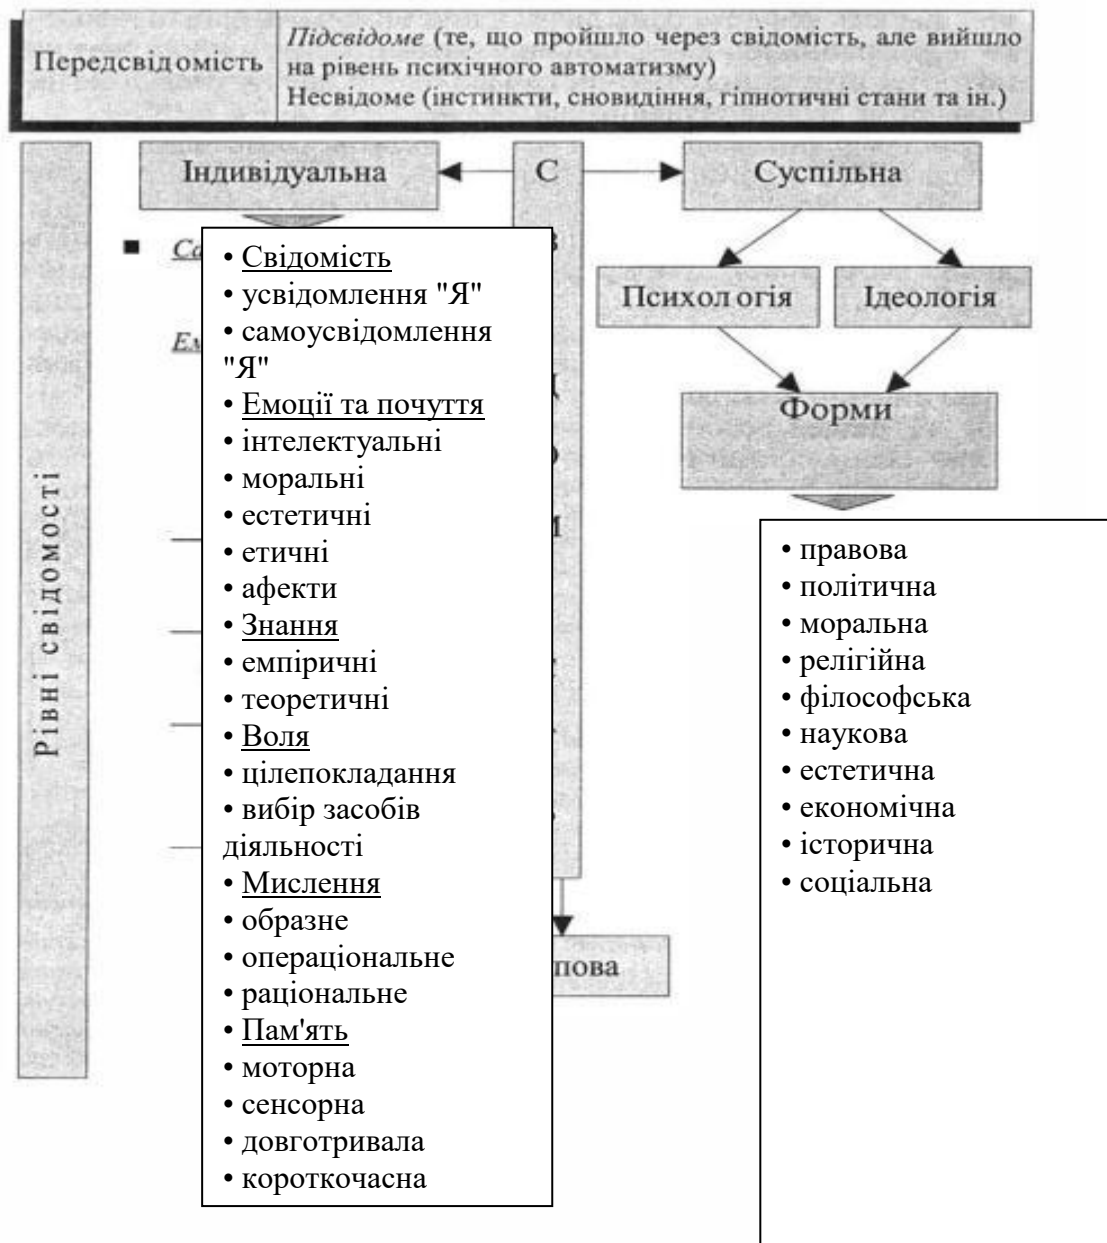 Передсвідомість
Підсвідоме (те, що пройшло через свідомість, але вийшло
на рівень психічного автоматизму)
Несвідоме (інстинкти, сновидіння, гіпнотичні стани та ін.)
Рівні свідомості
Індивідуальна
С
Суспільна
Психологія
Ідеологія
Форми
• Свідомість
• усвідомлення "Я"
• самоусвідомлення
"Я"
• Емоції та почуття
• інтелектуальні
• моральні
• естетичні
• етичні
• афекти
• Знання
• емпіричні
• теоретичні
• Воля
• цілепокладання
• вибір засобів
діяльності
• Мислення
• образне
• операціональне
• раціональне
• Пам'ять
• моторна
• сенсорна
• довготривала
• короткочасна
пова
• правова
• політична
• моральна
• релігійна
• філософська
• наукова
• естетична
• економічна
• історична
• соціальна